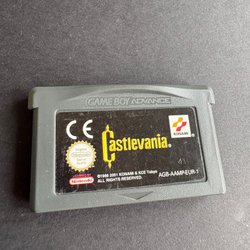 GAME BOY ADVANCE
CE
Castlevania
KONAMI
Nintendo
©1986 2001 KONAMI & KCE Tokyo
ALL RIGHTS RESERVED.
AGB-AAMP-EUR-1